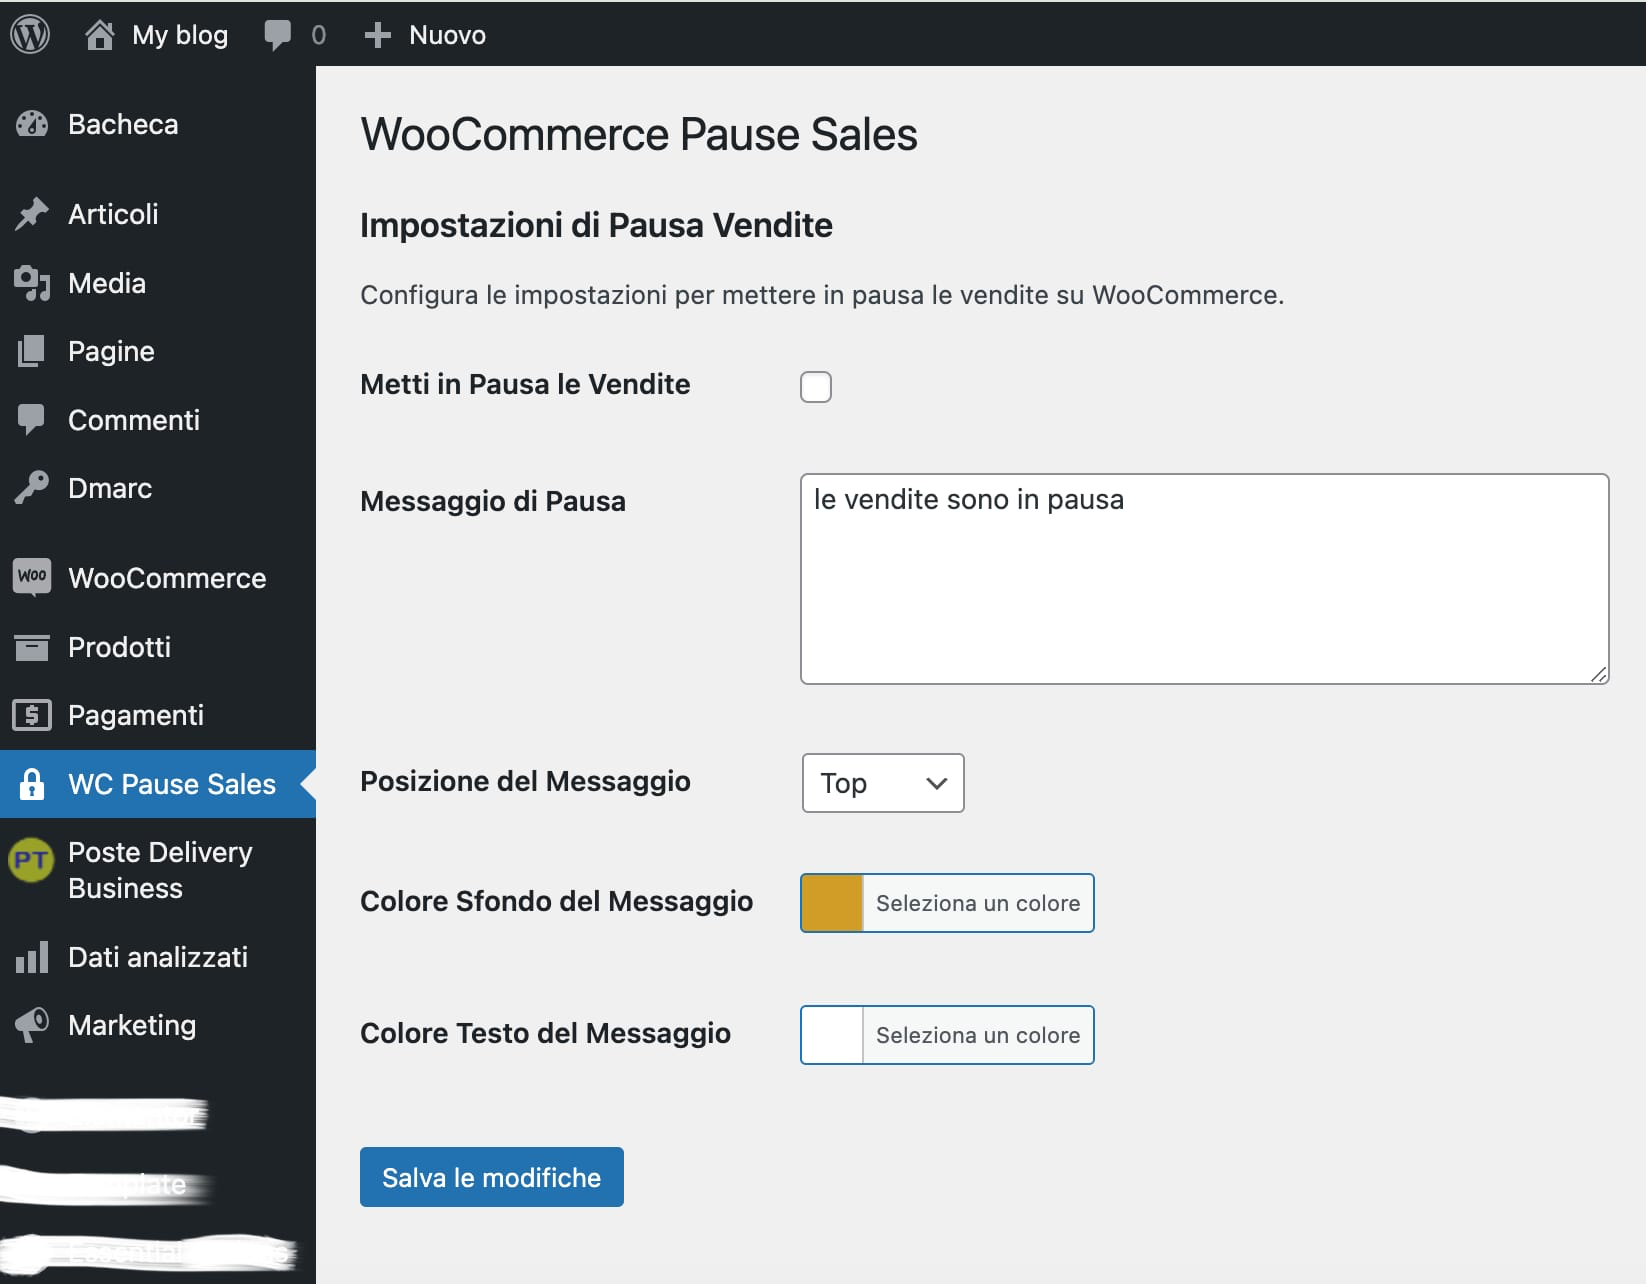 My blog
0
Nuovo
Bacheca
Articoli
Media
Pagine
Commenti
Dmarc
Woo
WooCommerce
Prodotti
Pagamenti
WC Pause Sales
PT
Poste Delivery
Business
Dati analizzati
Marketing
WooCommerce Pause Sales
Impostazioni di Pausa Vendite
Configura le impostazioni per mettere in pausa le vendite su WooCommerce.
Metti in Pausa le Vendite
Messaggio di Pausa
le vendite sono in pausa
Posizione del Messaggio
Top
Colore Sfondo del Messaggio
Seleziona un colore
Colore Testo del Messaggio
Seleziona un colore
Salva le modifiche